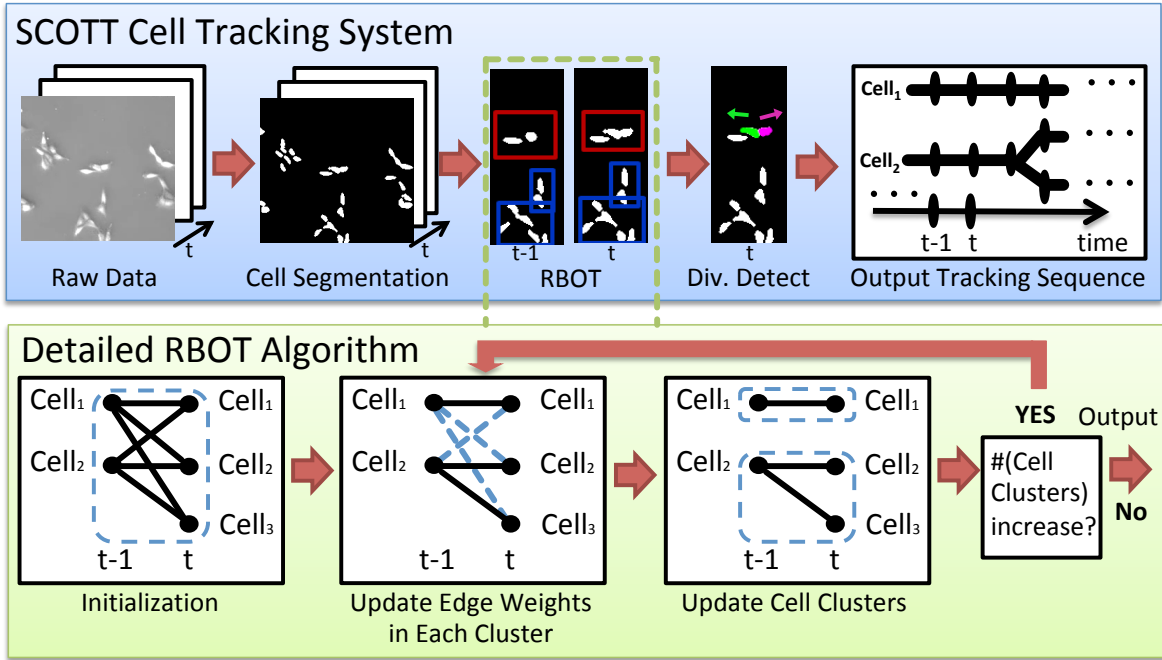 SCOTT Cell Tracking System
t
Raw Data
t
Cell Segmentation
t-1 t
RBOT
t
Div. Detect
Cell1
. . .
Cell2
. . .
. . .
. . .
t-1 t time
Output Tracking Sequence
Detailed RBOT Algorithm
Cell1 Cell1
Cell2 Cell2
Cell3
t-1 t
Initialization
Cell1 Cell1
Cell2 Cell2
Cell3
t-1 t
Update Edge Weights
in Each Cluster
Cell1 Cell1
Cell2 Cell2
Cell3
t-1 t
Update Cell Clusters
YES
#(Cell
Clusters)
increase?
Output
No